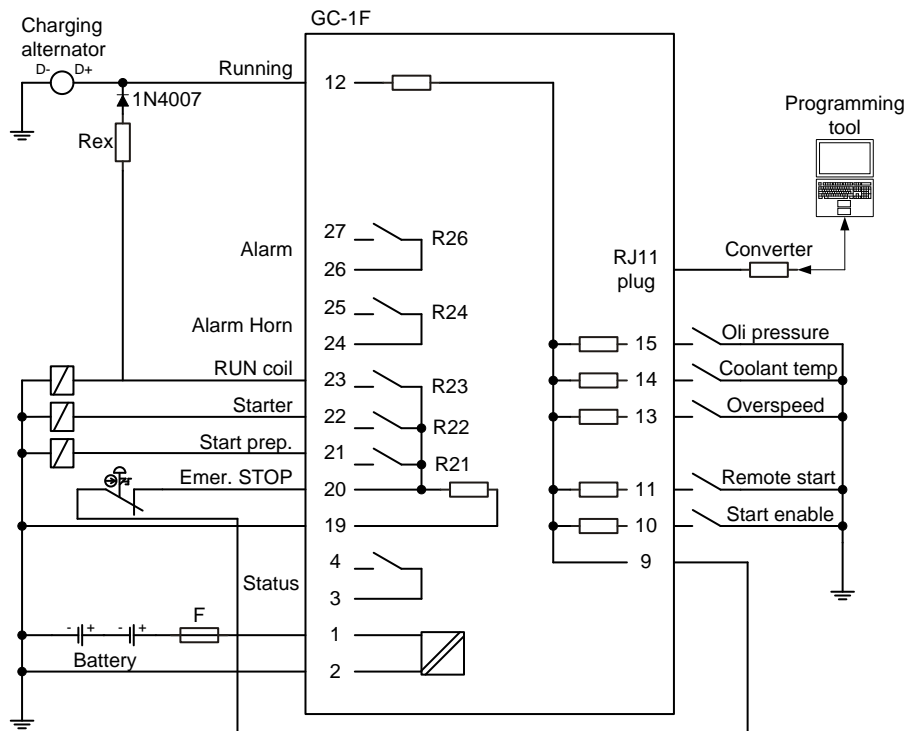 GC-1F
Charging
alternator
D- D+
Running
12
1N4007
Rex
Programming
tool
27
R26
Alarm
26
RJ11
plug
Converter
25
R24
Alarm Horn
24
15
Oli pressure
RUN coil
23
R23
14
Coolant temp
Starter
22
R22
13
Overspeed
Start prep.
21
R21
Emer. STOP
20
11
Remote start
19
10
Start enable
4
9
Status
3
F
- + - +
1
Battery
2